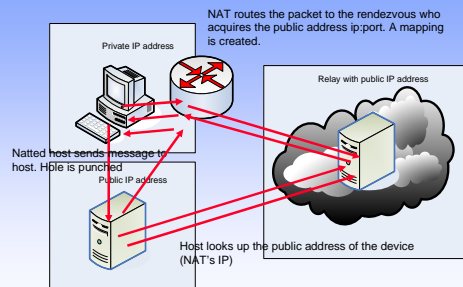 NAT routes the packet to the rendezvous who
acquires the public address ip:port. A mapping
is created.
Private IP address
Relay with public IP address
Natted host sends message to
host. Hole is punched
Public IP address
Host looks up the public address of the device
(NAT's IP)